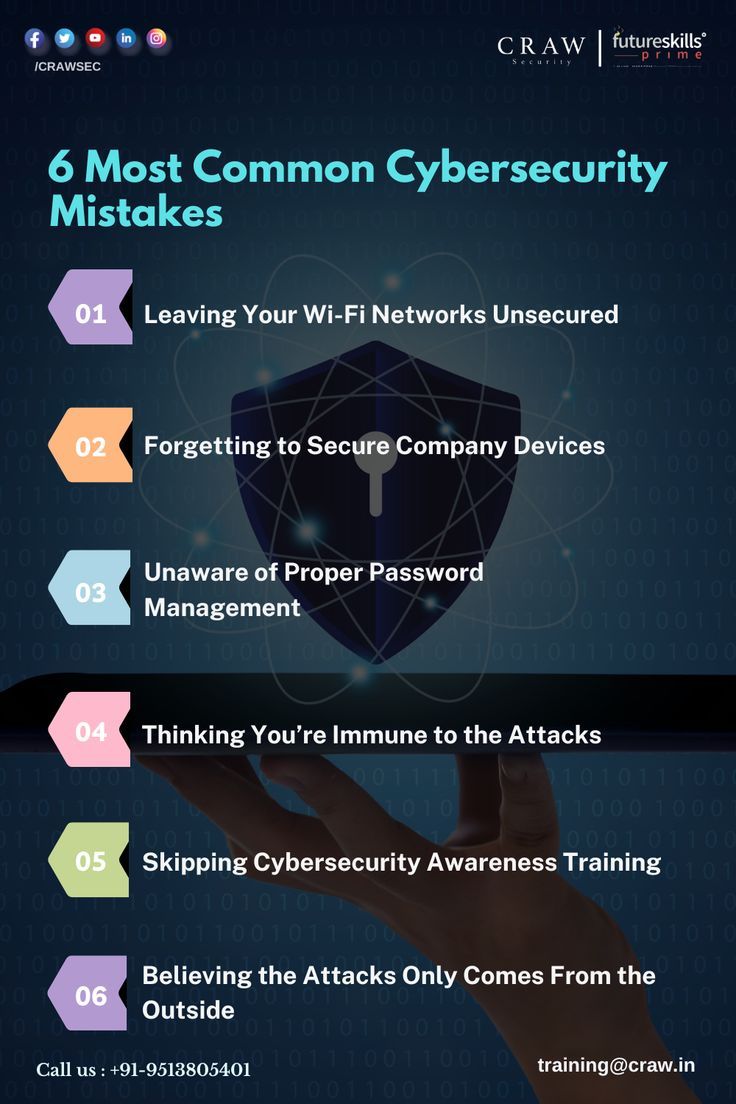 /CRAWSEC
CRAW
Security
futureskills
prime
6 Most Common Cybersecurity
Mistakes
01
Leaving Your Wi-Fi Networks Unsecured
02
Forgetting to Secure Company Devices
03
Unaware of Proper Password
Management
04
Thinking You’re Immune to the Attacks
05
Skipping Cybersecurity Awareness Training
06
Believing the Attacks Only Comes From the
Outside
Call us : +91-9513805401
training@craw.in